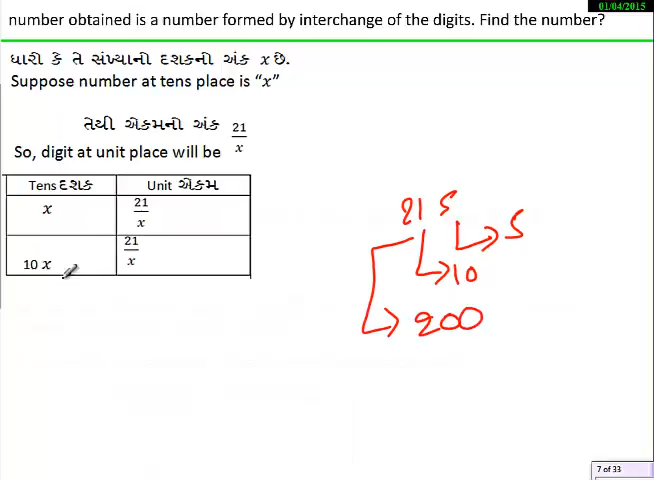 01/04/2015
number obtained is a number formed by interchange of the digits. Find the number?
ધારી કે તે સંખ્યાની દશકનો અંક x છે.
Suppose number at tens place is “x”
તેથી એકમનો અંક 21/x
So, digit at unit place will be
Tens દશક Unit એકમ
x 21/x
10 x 21/x
21 5
5
10
200
7 of 33